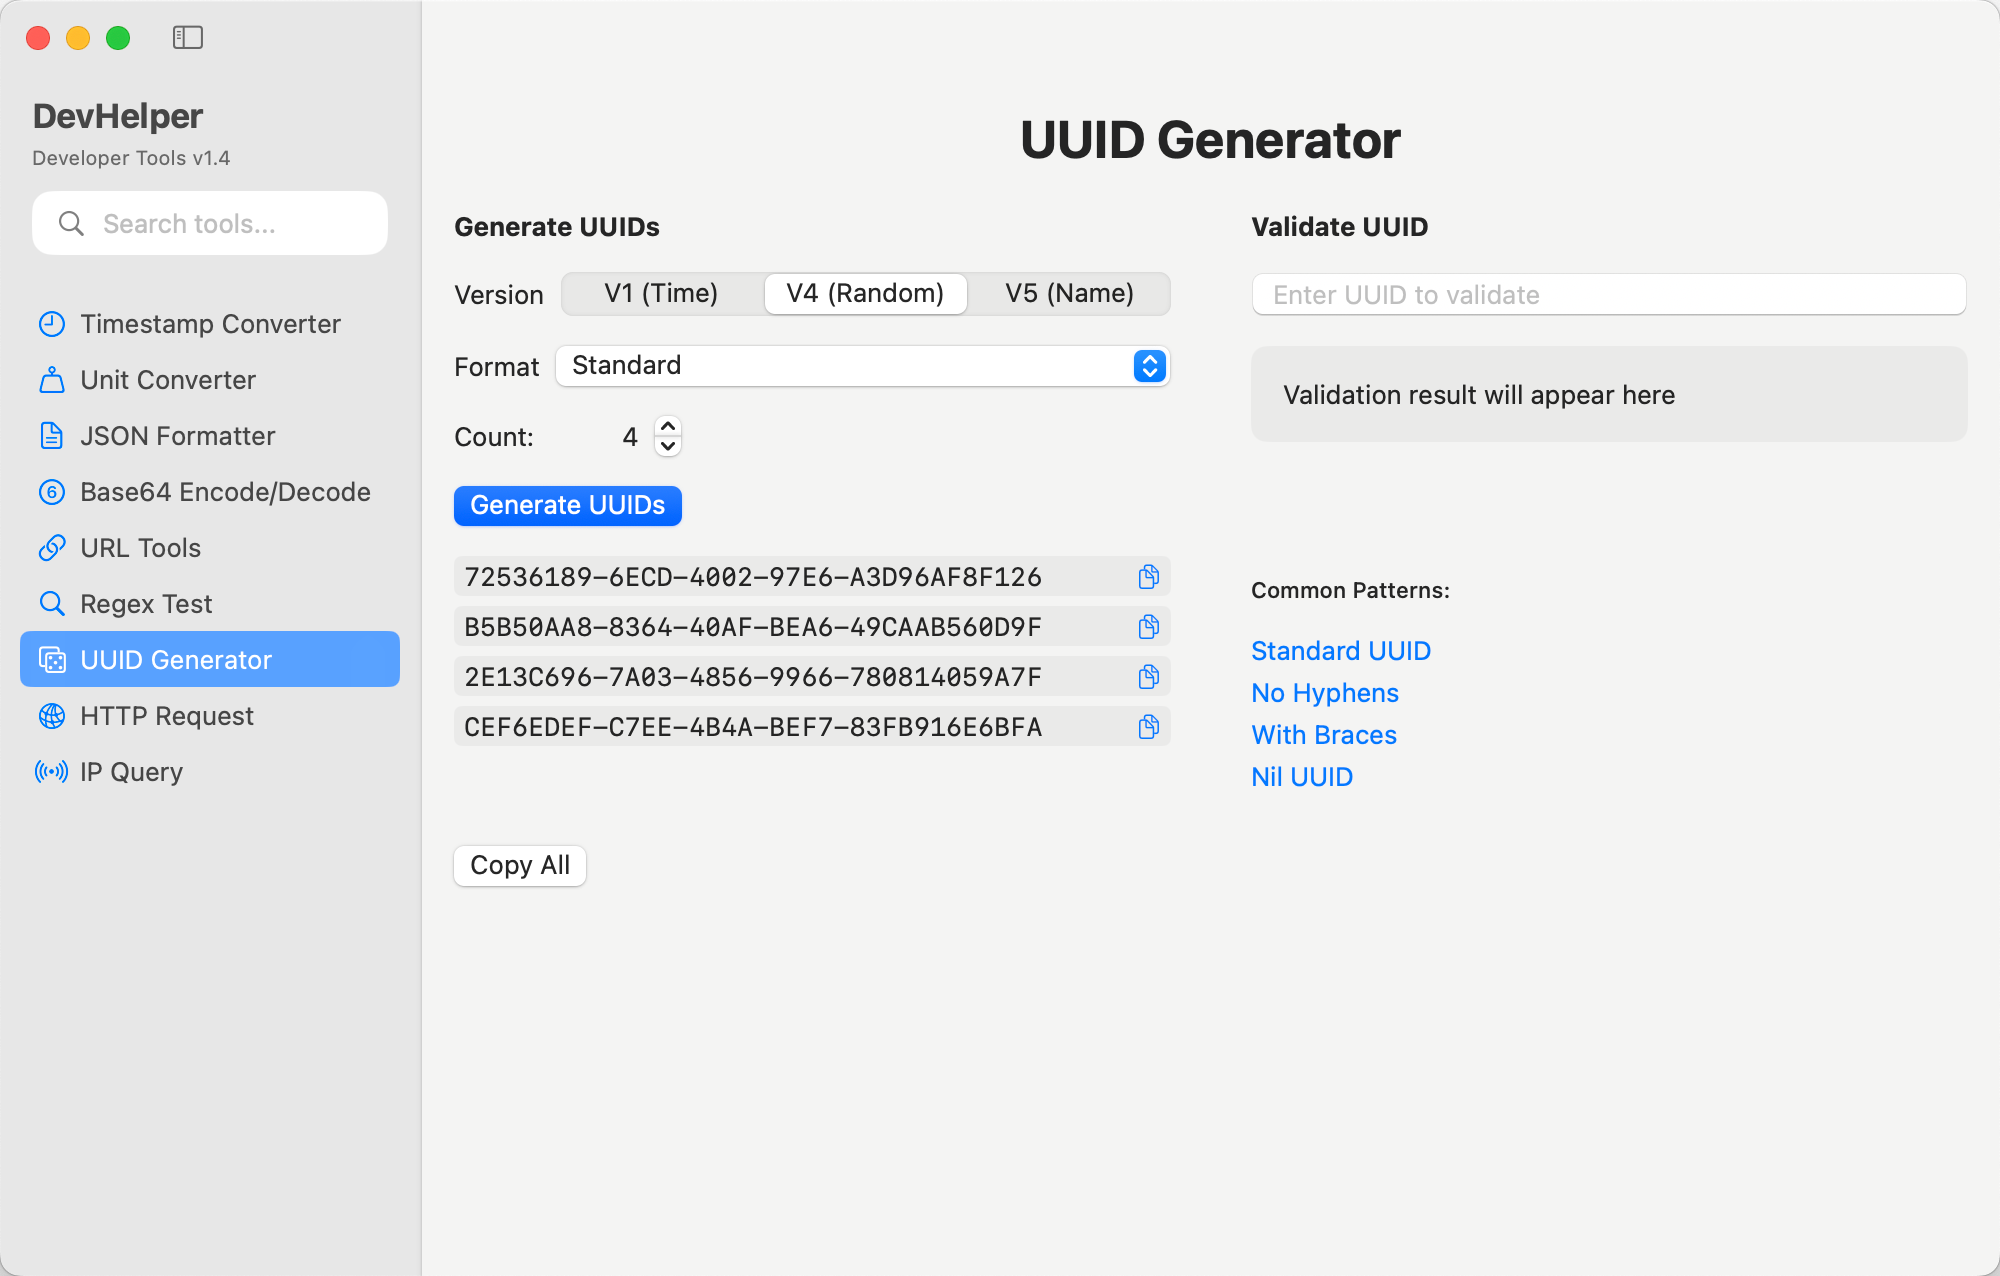 DevHelper
Developer Tools v1.4
Search tools...
Timestamp Converter
Unit Converter
JSON Formatter
6 Base64 Encode/Decode
URL Tools
Regex Test
UUID Generator
HTTP Request
IP Query
UUID Generator
Generate UUIDs
Version V1 (Time) V4 (Random) V5 (Name)
Format Standard
Count: 4
Generate UUIDs
72536189-6ECD-4002-97E6-A3D96AF8F126
B5B50AA8-8364-40AF-BEA6-49CAAB560D9F
2E13C696-7A03-4856-9966-780814059A7F
CEF6EDEF-C7EE-4B4A-BEF7-83FB916E6BFA
Copy All
Validate UUID
Enter UUID to validate
Validation result will appear here
Common Patterns:
Standard UUID
No Hyphens
With Braces
Nil UUID